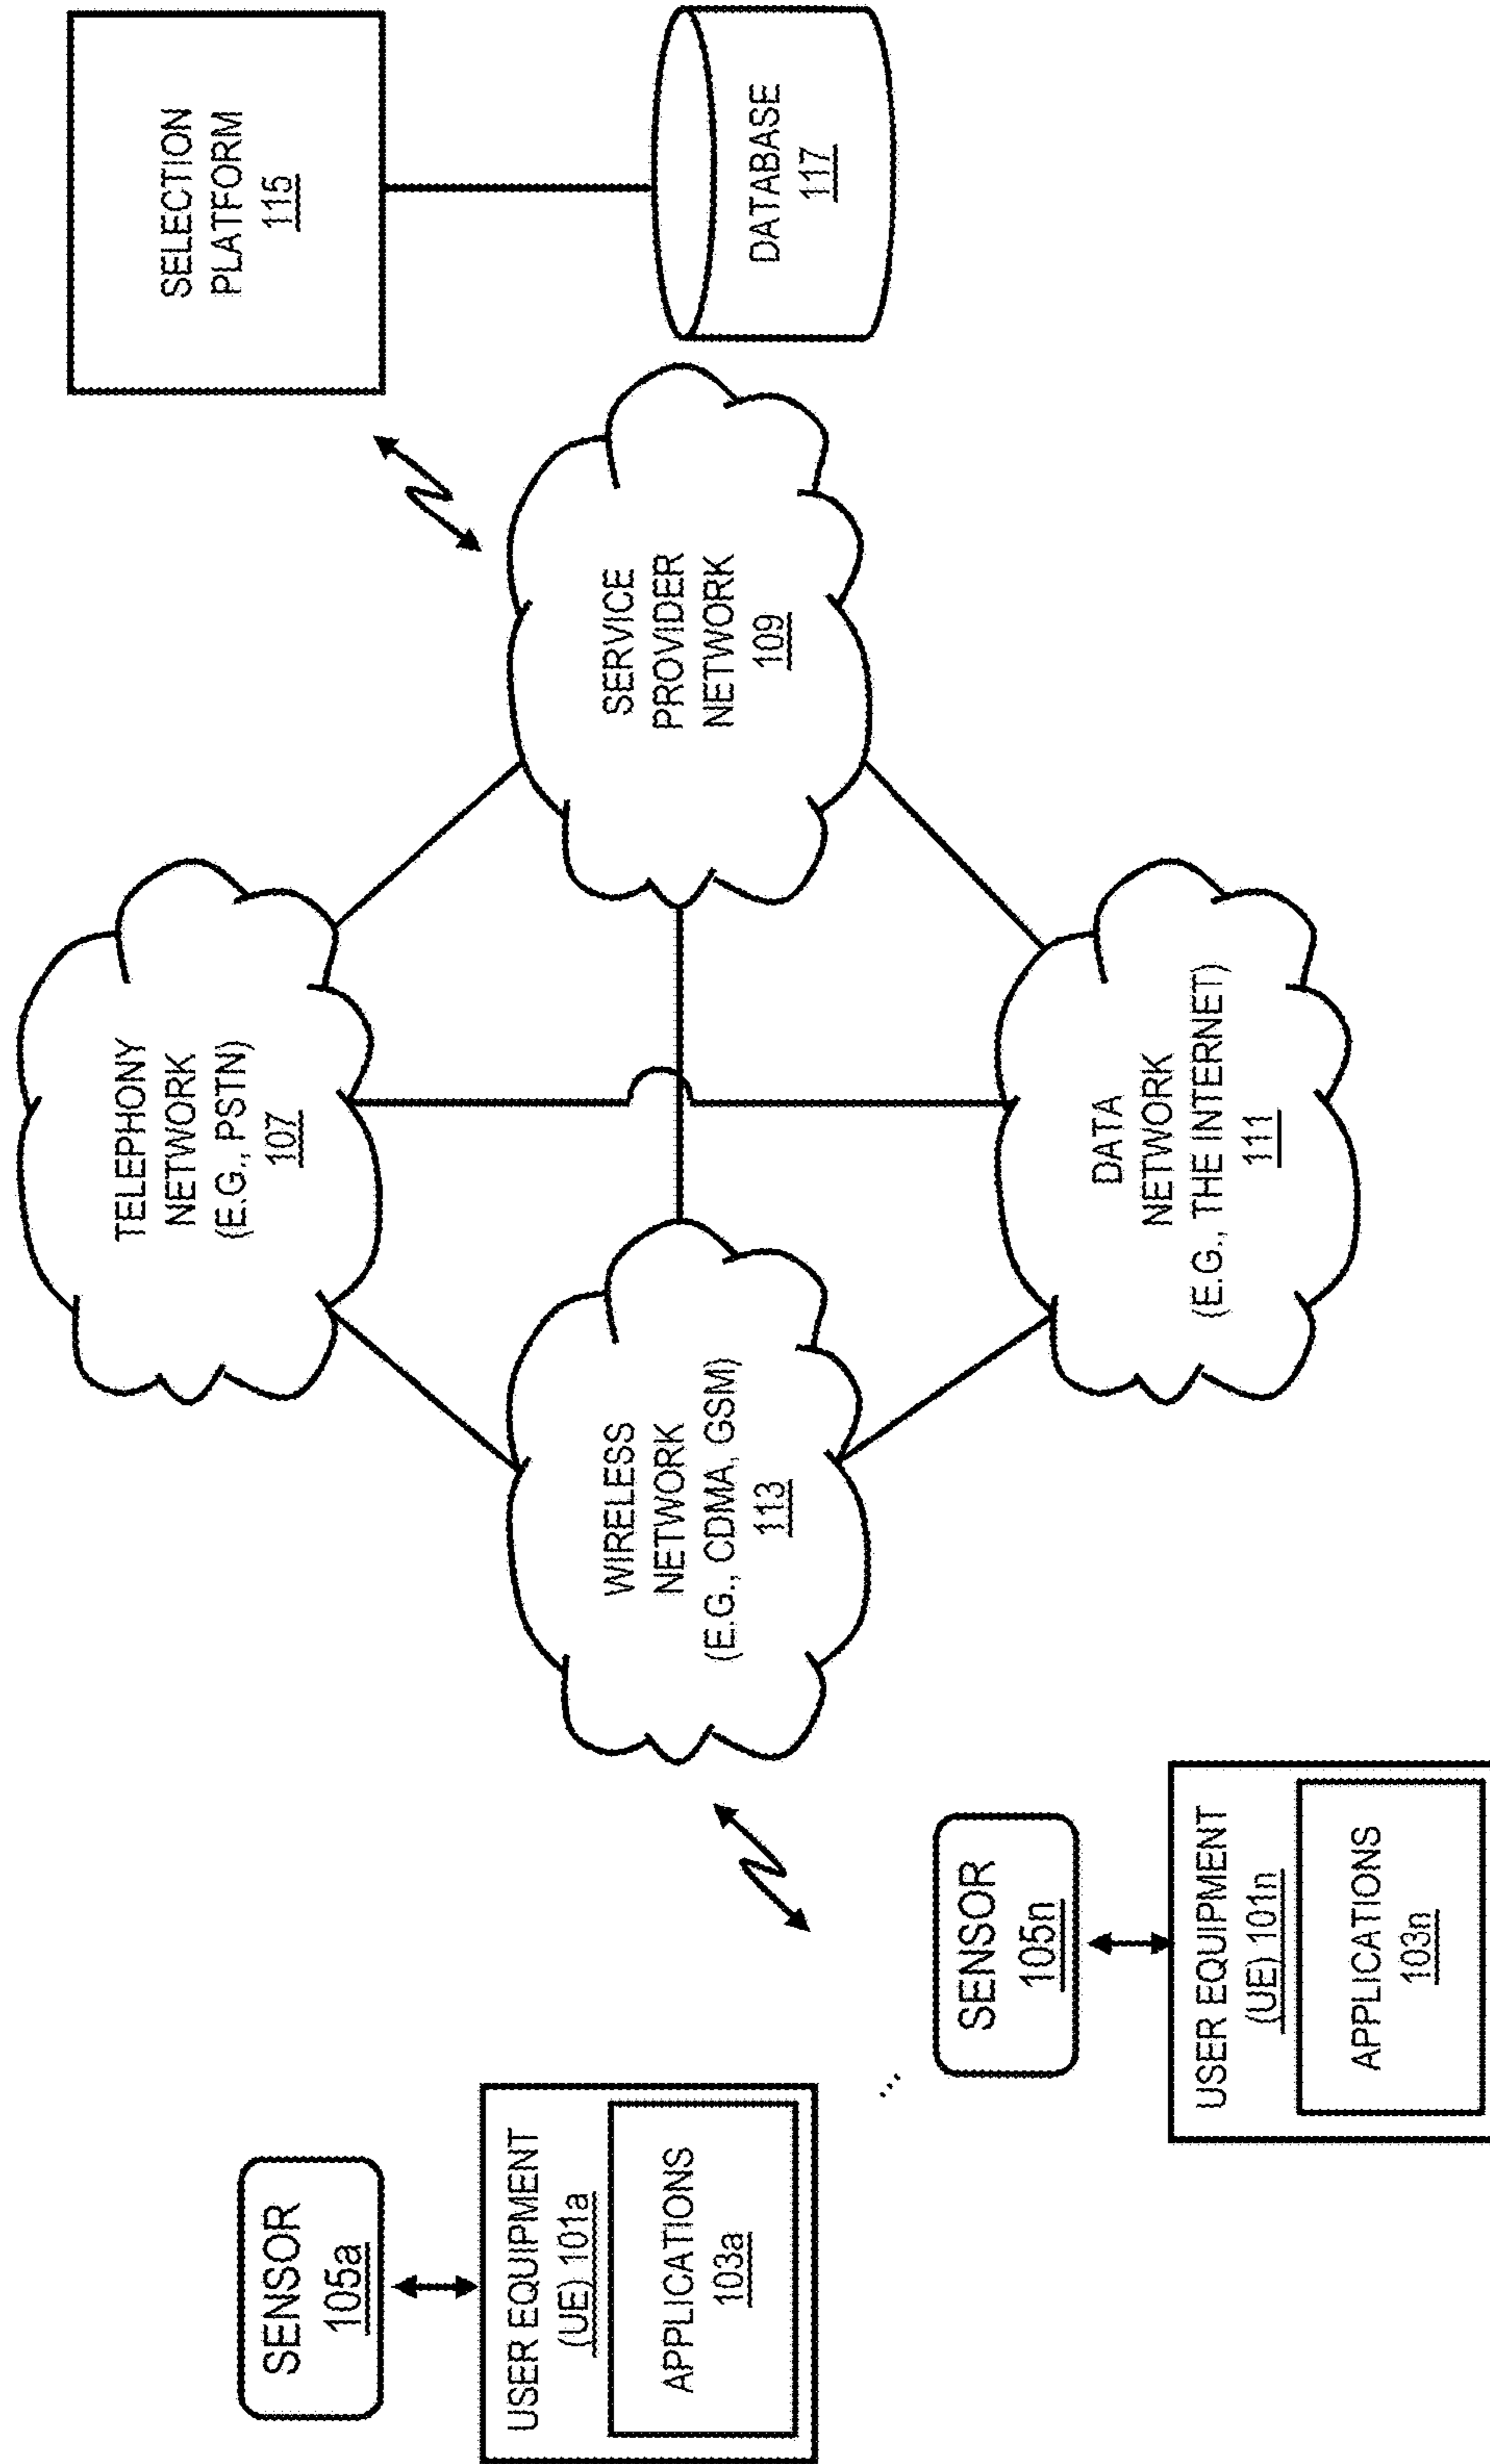 SENSOR
105a
USER EQUIPMENT
(UE) 101a
APPLICATIONS
103a
...
SENSOR
105n
USER EQUIPMENT
(UE) 101n
APPLICATIONS
103n
TELEPHONY
NETWORK
(E.G., PSTN)
107
WIRELESS
NETWORK
(E.G., CDMA, GSM)
113
SERVICE
PROVIDER
NETWORK
109
DATA
NETWORK
(E.G., THE INTERNET)
111
SELECTION
PLATFORM
115
DATABASE
117